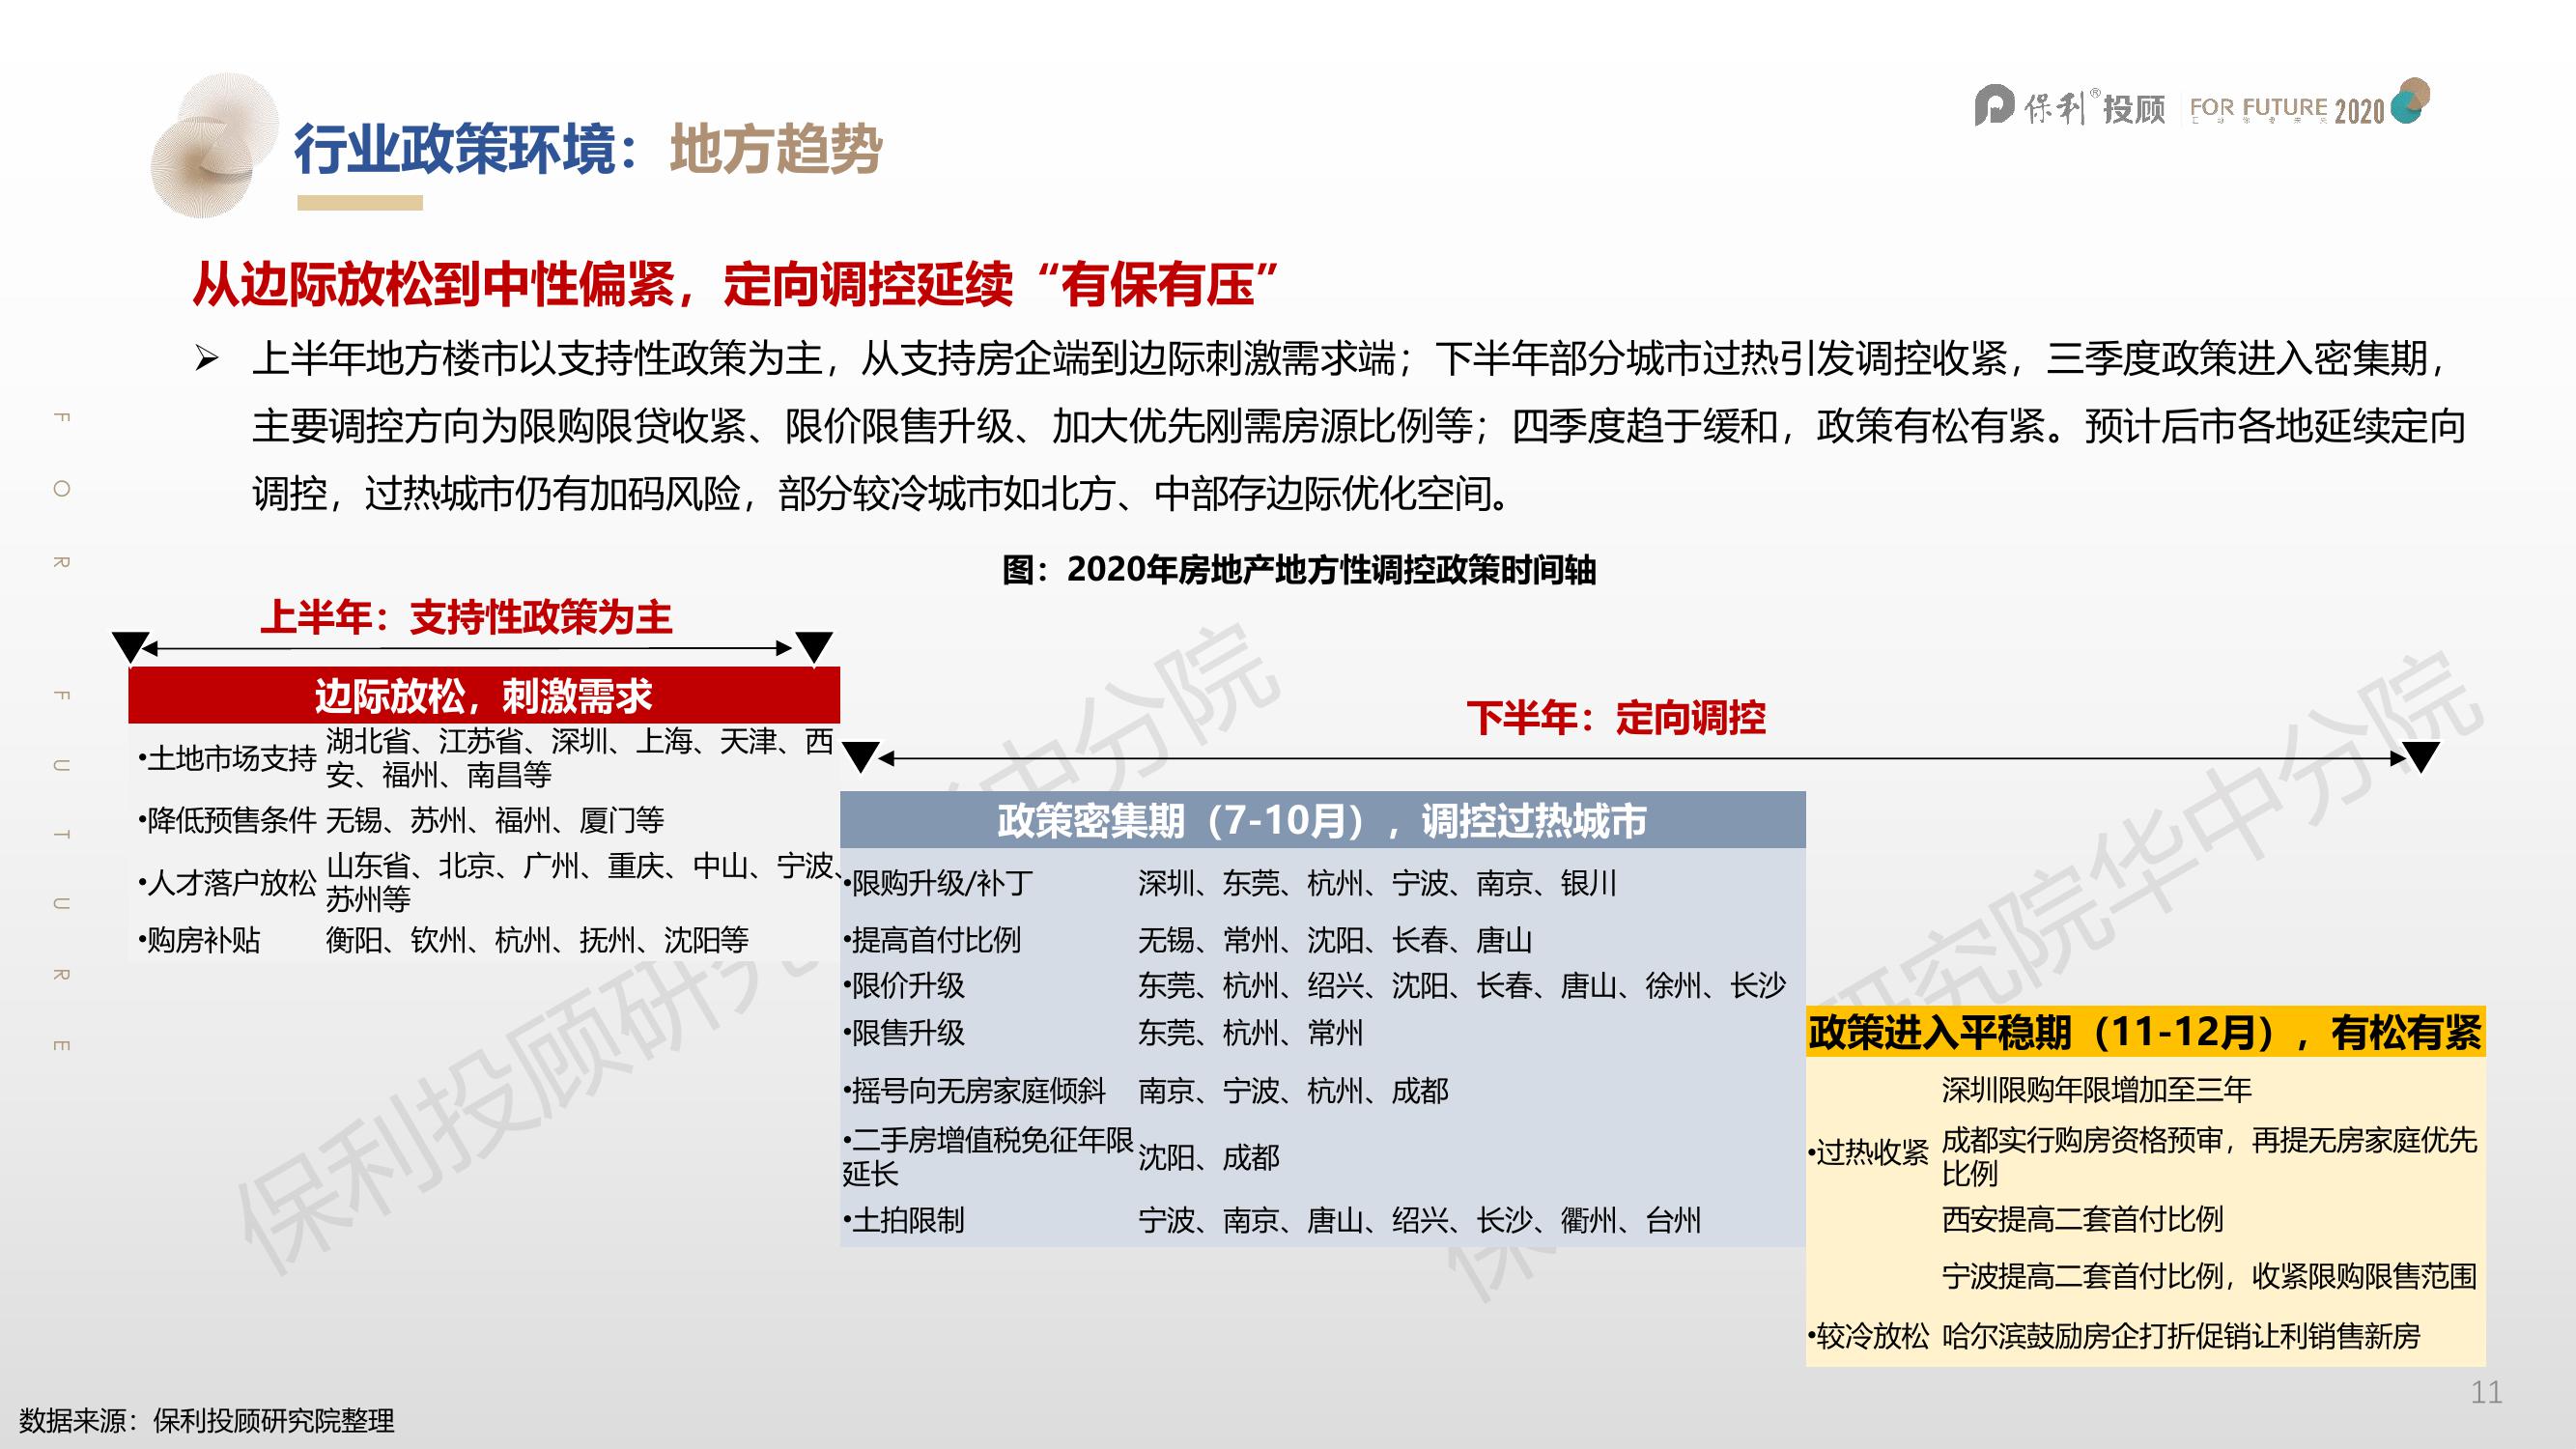 行业政策环境：地方趋势
保利®投顾 FOR FUTURE 2020
从边际放松到中性偏紧，定向调控延续“有保有压”
上半年地方楼市以支持性政策为主，从支持房企端到边际刺激需求端；下半年部分城市过热引发调控收紧，三季度政策进入密集期，
主要调控方向为限购限贷收紧、限价限售升级、加大优先刚需房源比例等；四季度趋于缓和，政策有松有紧。预计后市各地延续定向
调控，过热城市仍有加码风险，部分较冷城市如北方、中部存边际优化空间。
FOR FUTURE
图：2020年房地产地方性调控政策时间轴
上半年：支持性政策为主
边际放松，刺激需求
•土地市场支持 湖北省、江苏省、深圳、上海、天津、西
安、福州、南昌等
•降低预售条件 无锡、苏州、福州、厦门等
•人才落户放松 山东省、北京、广州、重庆、中山、宁波、
苏州等
•购房补贴 衡阳、钦州、杭州、抚州、沈阳等
下半年：定向调控
政策密集期（7-10月），调控过热城市
•限购升级/补丁 深圳、东莞、杭州、宁波、南京、银川
•提高首付比例 无锡、常州、沈阳、长春、唐山
•限价升级 东莞、杭州、绍兴、沈阳、长春、唐山、徐州、长沙
•限售升级 东莞、杭州、常州
•摇号向无房家庭倾斜 南京、宁波、杭州、成都
•二手房增值税免征年限
延长 沈阳、成都
•土拍限制 宁波、南京、唐山、绍兴、长沙、衢州、台州
政策进入平稳期（11-12月），有松有紧
深圳限购年限增加至三年
•过热收紧 成都实行购房资格预审，再提无房家庭优先
比例
西安提高二套首付比例
宁波提高二套首付比例，收紧限购限售范围
•较冷放松 哈尔滨鼓励房企打折促销让利销售新房
保利投顾研究院华中分院
保利投顾研究院华中分院
数据来源：保利投顾研究院整理
11